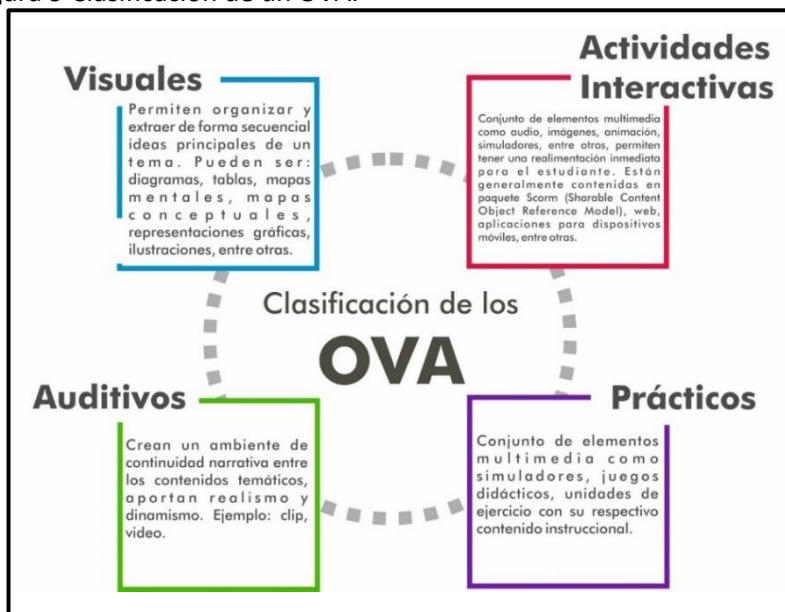 Clasificación de un OVA.
Visuales
Permiten organizar y
extraer de forma secuencial
ideas principales de un
tema. Pueden ser:
diagramas, tablas, mapas
mentales, mapas
conceptuales,
representaciones gráficas,
ilustraciones, entre otras.
Actividades
Interactivas
Conjunto de elementos multimedia
como audio, imágenes, animación,
simuladores, entre otros, permiten
tener una realimentación inmediata
para el estudiante. Están
generalmente contenidas en
paquete Scorm (Sharable Content
Object Reference Model), web,
aplicaciones para dispositivos
móviles, entre otras.
Clasificación de los
OVA
Auditivos
Crean un ambiente de
continuidad narrativa entre
los contenidos temáticos,
aportan realismo y
dinamismo. Ejemplo: clip,
video.
Prácticos
Conjunto de elementos
multimedia como
simuladores, juegos
didácticos, unidades de
ejercicio con su respectivo
contenido instruccional.